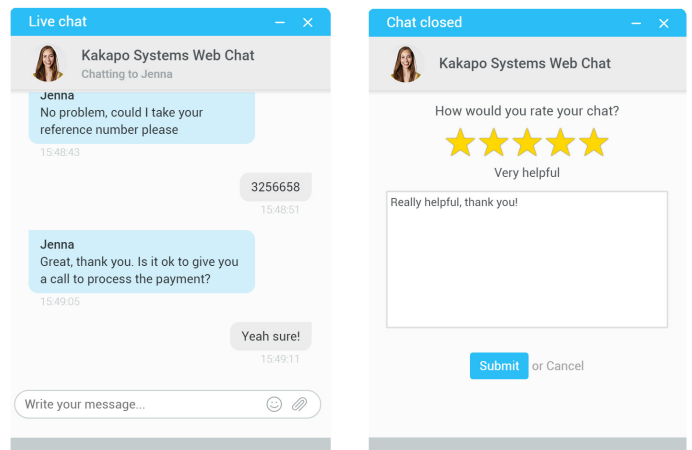 Live chat
Kakapo Systems Web Chat
Chatting to Jenna
Jenna
No problem, could I take your
reference number please
15:48:43
3256658
15:48:51
Jenna
Great, thank you. Is it ok to give you
a call to process the payment?
15:49:05
Yeah sure!
15:49:11
Write your message...
Chat closed
Kakapo Systems Web Chat
How would you rate your chat?
Very helpful
Really helpful, thank you!
Submit or Cancel